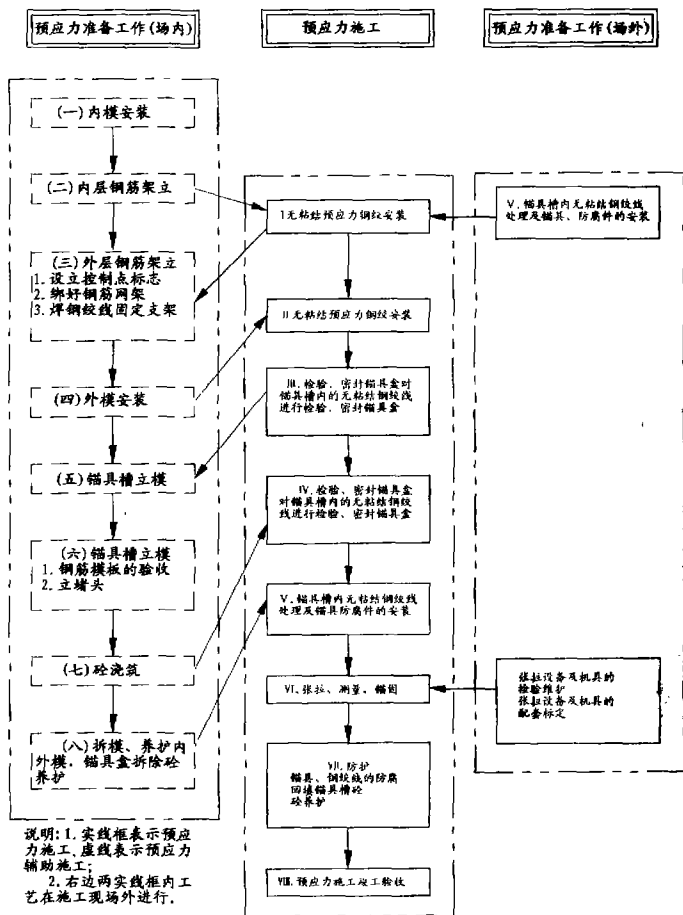 预应力准备工作(场内)
预应力施工
预应力准备工作(场外)
(一)内模安装
(二)内层钢筋架立
(三)外层钢筋架立
1. 设立控制点标志
2. 绑好钢筋网架
3. 焊钢绞线固定支架
(四)外模安装
(五)锚具槽立模
(六)锚具槽立模
1. 钢筋模板的验收
2. 立堵头
(七)砼浇筑
(八)拆模、养护内
外模, 锚具盒拆除砼
养护
说明: 1. 实线框表示预应
力施工、虚线表示预应力
辅助施工;
2. 右边两实线框内工
艺在施工现场外进行.
I无粘结预应力钢绞安装
II无粘结预应力钢绞安装
III. 检验, 密封锚具盒对
锚具槽内的无粘结钢绞线
进行检验, 密封锚具盒
IV. 检验、密封锚具盒
对锚具槽内的无粘结钢绞
线进行检验、密封锚具盒
V. 锚具槽内无粘结钢绞线
处理及锚具防腐件的安装
VI. 张拉、测量, 锚固
VII. 防护
锚具、钢绞线的防腐
回填锚具槽砼
砼养护
VIII. 预应力施工竣工验收
V. 锚具槽内无粘结钢绞线
处理及锚具、防腐件的安装
张拉设备及机具的
检验维护
张拉设备及机具的
配套标定